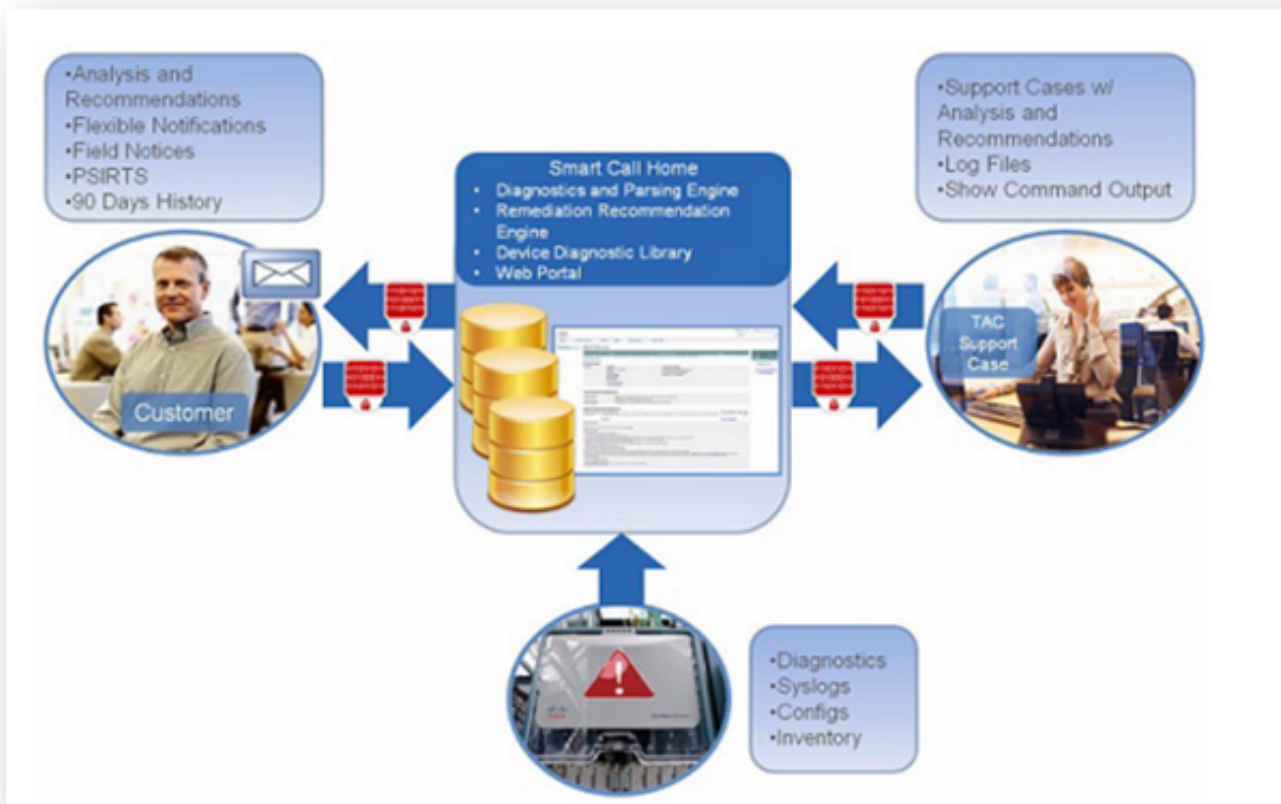 •Analysis and
Recommendations
•Flexible Notifications
•Field Notices
•PSIRTS
•90 Days History
Customer
Smart Call Home
• Diagnostics and Parsing Engine
• Remediation Recommendation
Engine
• Device Diagnostic Library
• Web Portal
•Support Cases w/
Analysis and
Recommendations
•Log Files
•Show Command Output
TAC
Support
Case
•Diagnostics
•Syslogs
•Configs
•Inventory